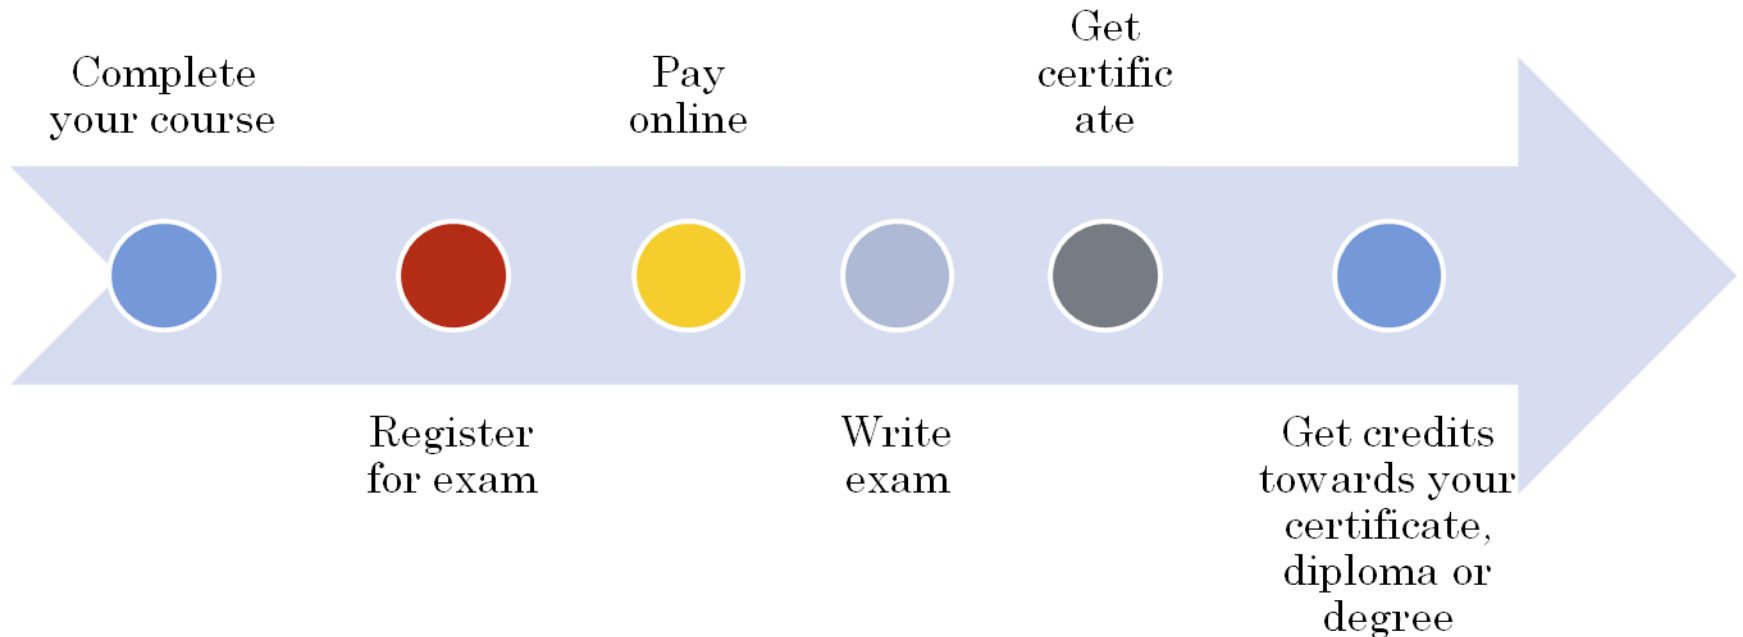 Complete
your course
Register
for exam
Pay
online
Write
exam
Get
certific
ate
Get credits
towards your
certificate,
diploma or
degree